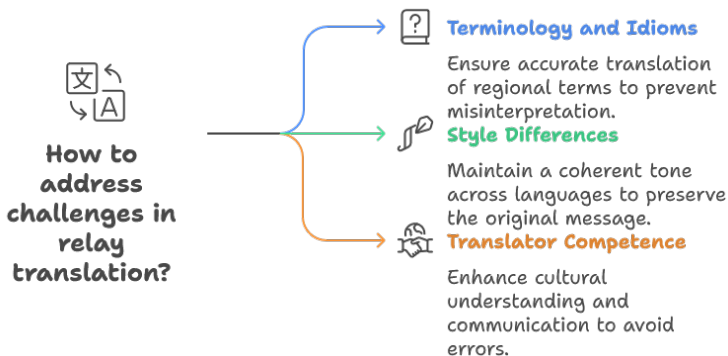 文
A
How to
address
challenges in
relay
translation?
?
Terminology and Idioms
Ensure accurate translation
of regional terms to prevent
misinterpretation.
Style Differences
Maintain a coherent tone
across languages to preserve
the original message.
Translator Competence
Enhance cultural
understanding and
communication to avoid
errors.